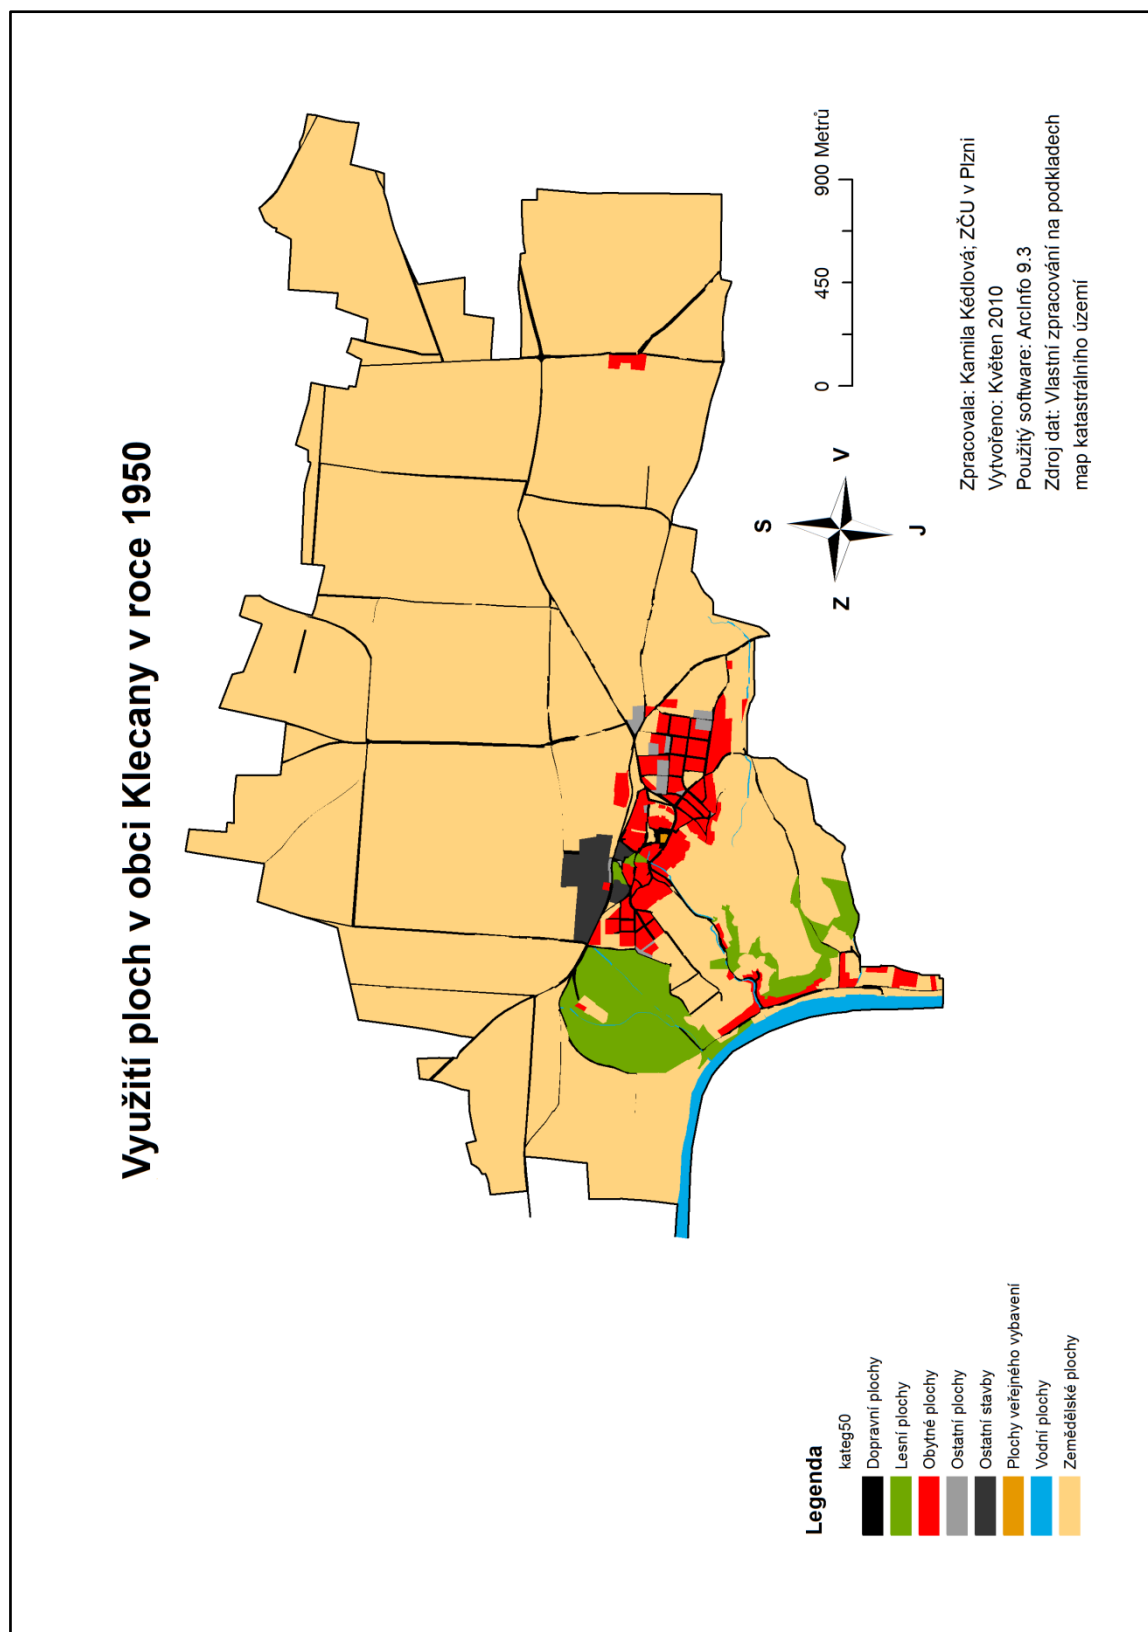 Využití ploch v obci Klecany v roce 1950
S
Z
V
J
0
450
900 Metrů
Legenda
kateg50
Dopravní plochy
Lesní plochy
Obytné plochy
Ostatní plochy
Ostatní stavby
Plochy veřejného vybavení
Vodní plochy
Zemědělské plochy
Zpracovala: Kamila Kédlová; ZČU v Plzni
Vytvořeno: Květen 2010
Použitý software: ArcInfo 9.3
Zdroj dat: Vlastní zpracování na podkladech
map katastrálního území